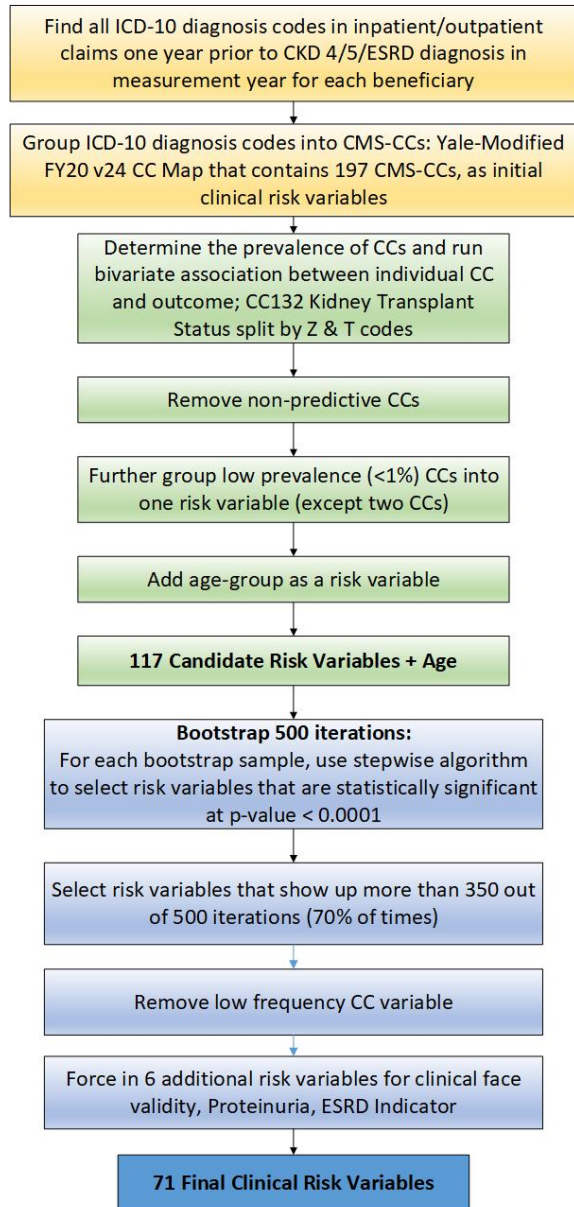 Find all ICD-10 diagnosis codes in inpatient/outpatient
claims one year prior to CKD 4/5/ESRD diagnosis in
measurement year for each beneficiary
Group ICD-10 diagnosis codes into CMS-CCs: Yale-Modified
FY20 v24 CC Map that contains 197 CMS-CCs, as initial
clinical risk variables
Determine the prevalence of CCs and run
bivariate association between individual CC
and outcome; CC132 Kidney Transplant
Status split by Z & T codes
Remove non-predictive CCs
Further group low prevalence (<1%) CCs into
one risk variable (except two CCs)
Add age-group as a risk variable
117 Candidate Risk Variables + Age
Bootstrap 500 iterations:
For each bootstrap sample, use stepwise algorithm
to select risk variables that are statistically significant
at p-value < 0.0001
Select risk variables that show up more than 350 out
of 500 iterations (70% of times)
Remove low frequency CC variable
Force in 6 additional risk variables for clinical face
validity, Proteinuria, ESRD Indicator
71 Final Clinical Risk Variables